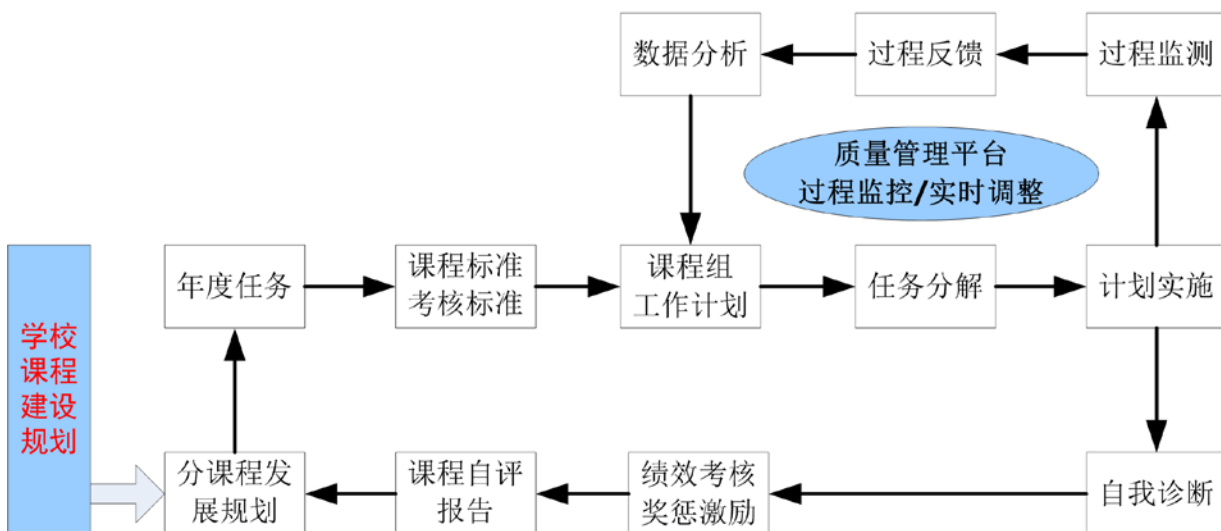 数据分析
过程反馈
过程监测
质量管理平台
过程监控/实时调整
学校
课程
建设
规划
年度任务
课程标准
考核标准
课程组
工作计划
任务分解
计划实施
分课程发
展规划
课程自评
报告
绩效考核
奖惩激励
自我诊断